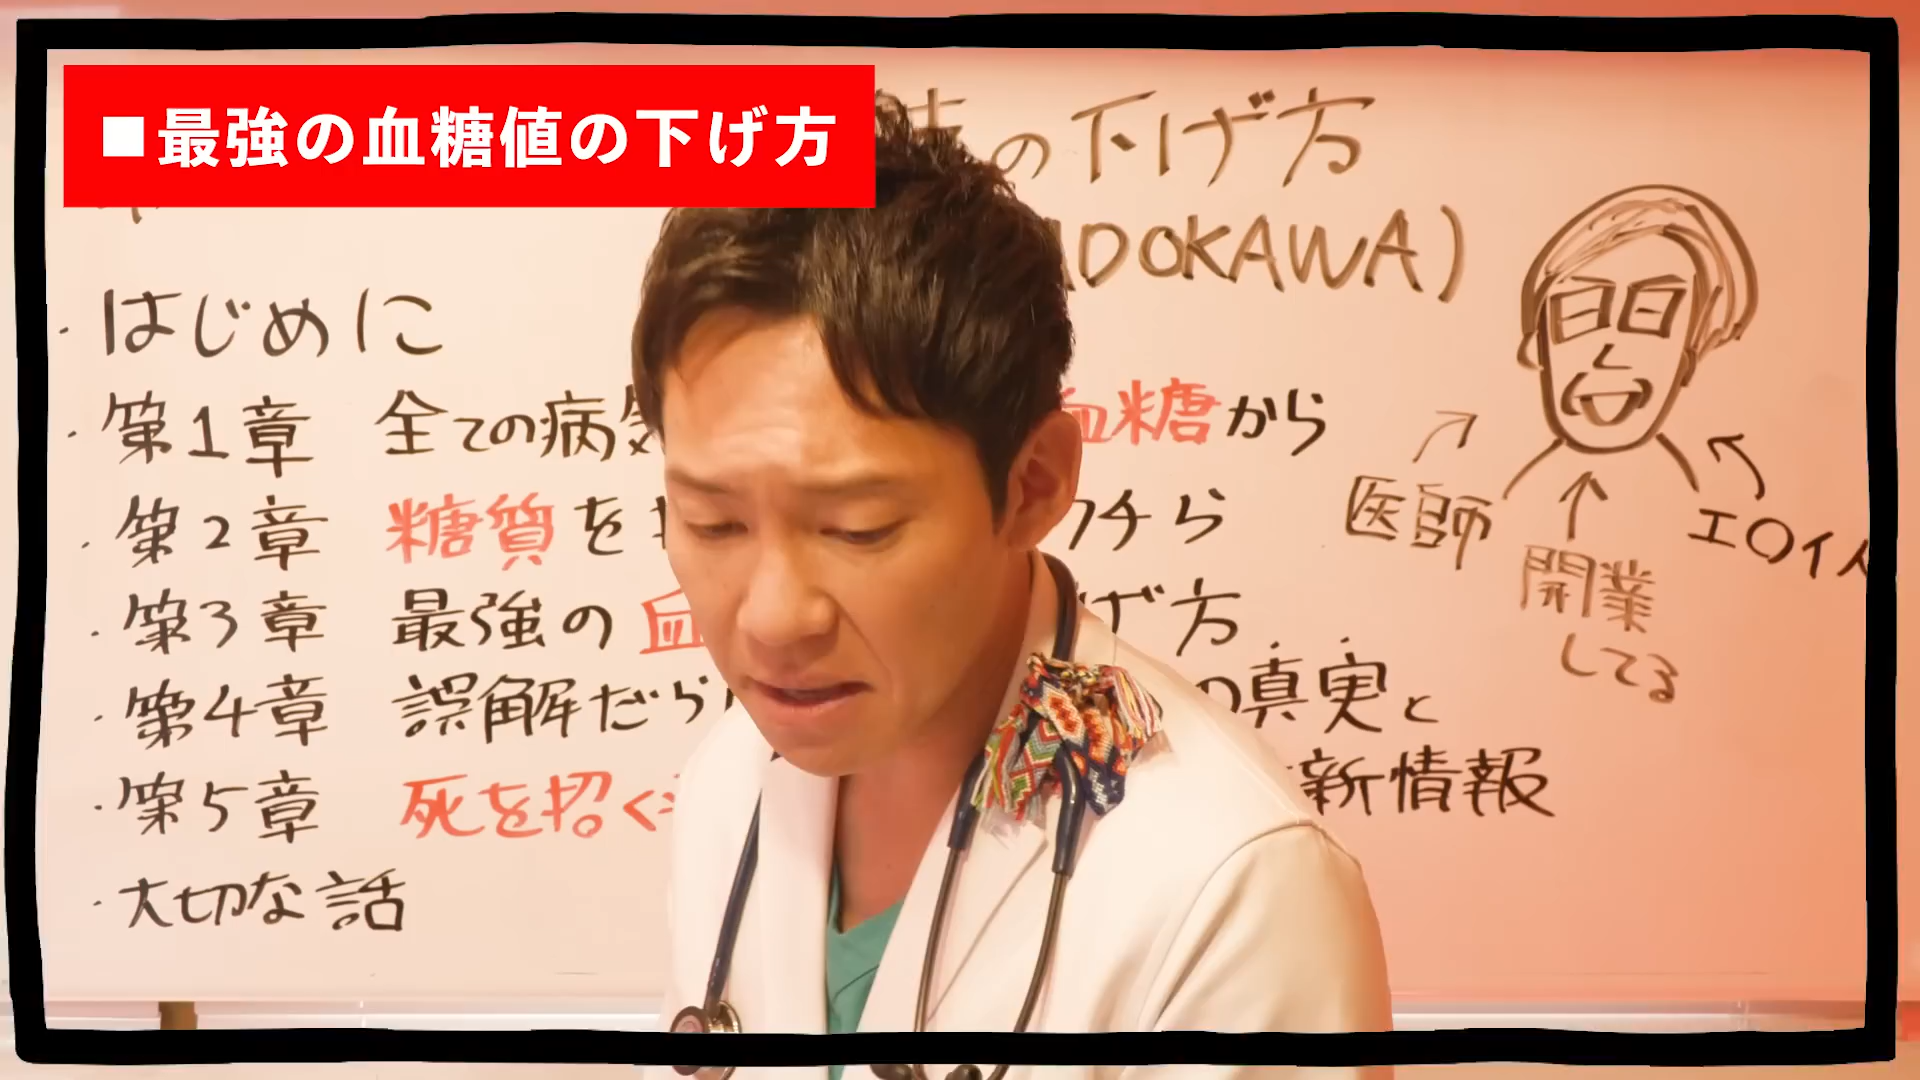 ■最強の血糖値の下げ方
の下げ方
ADOKAWA)
・はじめに
・第1章 全ての病気 血糖から
・第2章 糖質を ワチら
・第3章 最強の血 げ方
・第4章 誤解だら の真実と
新情報
・第5章 死を招く
・大切な話
医師
開業
してる
エロイ人